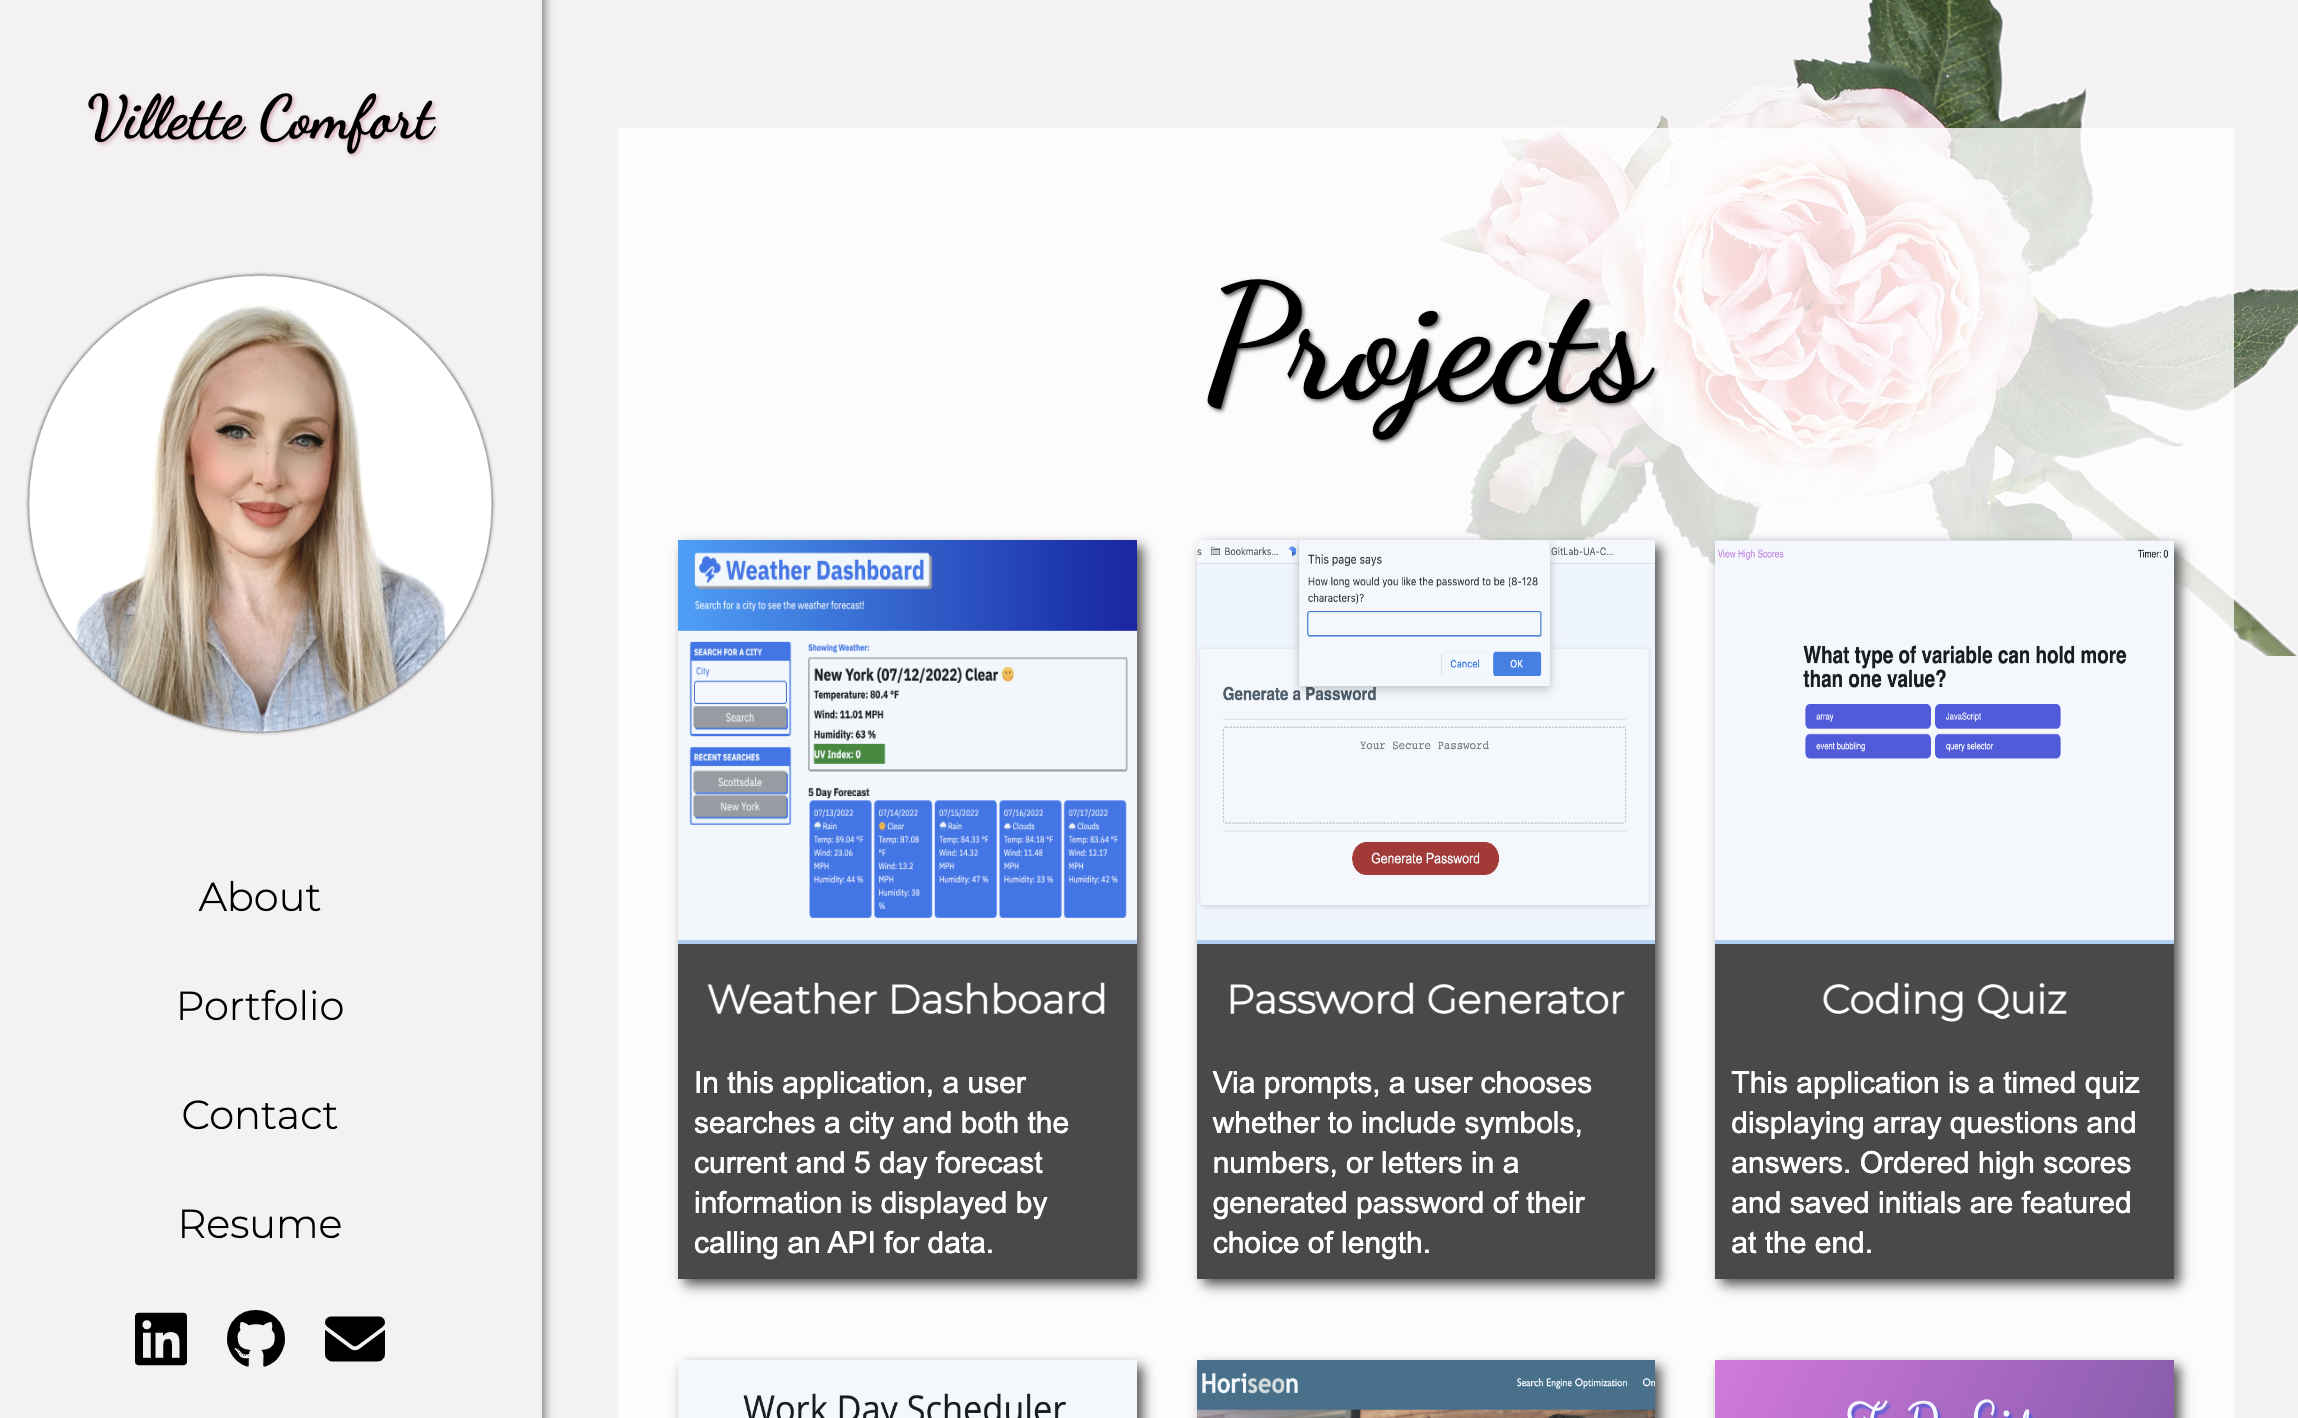 Villette Comfort
About
Portfolio
Contact
Resume
in
Projects
Weather Dashboard
Search for a city to see the weather forecast!
SEARCH FOR A CITY
City
Search
RECENT SEARCHES
Scottsdale
New York
Showing Weather:
New York (07/12/2022) Clear
Temperature: 80.4 °F
Wind: 11.01 MPH
Humidity: 63 %
UV Index: 0
5 Day Forecast
07/13/2022
Rain
Temp: 89.04 °F
Wind: 23.06
MPH
Humidity: 44 %
07/14/2022
Clear
Temp: 87.08
°F
Wind: 13.2
MPH
Humidity: 38
%
07/15/2022
Rain
Temp: 84.33 °F
Wind: 14.32
MPH
Humidity: 47 %
07/16/2022
Clouds
Temp: 84.18 °F
Wind: 11.48
MPH
Humidity: 33 %
07/17/2022
Clouds
Temp: 83.64 °F
Wind: 12.17
MPH
Humidity: 42 %
Weather Dashboard
In this application, a user
searches a city and both the
current and 5 day forecast
information is displayed by
calling an API for data.
s Bookmarks... GitLab-UA-C...
This page says
How long would you like the password to be (8-128
characters)?
Cancel OK
Generate a Password
Your Secure Password
Generate Password
Password Generator
Via prompts, a user chooses
whether to include symbols,
numbers, or letters in a
generated password of their
choice of length.
View High Scores Timer: 0
What type of variable can hold more
than one value?
array JavaScript
event bubbling query selector
Coding Quiz
This application is a timed quiz
displaying array questions and
answers. Ordered high scores
and saved initials are featured
at the end.
Work Day Scheduler
Horiseon Search Engine Optimization On